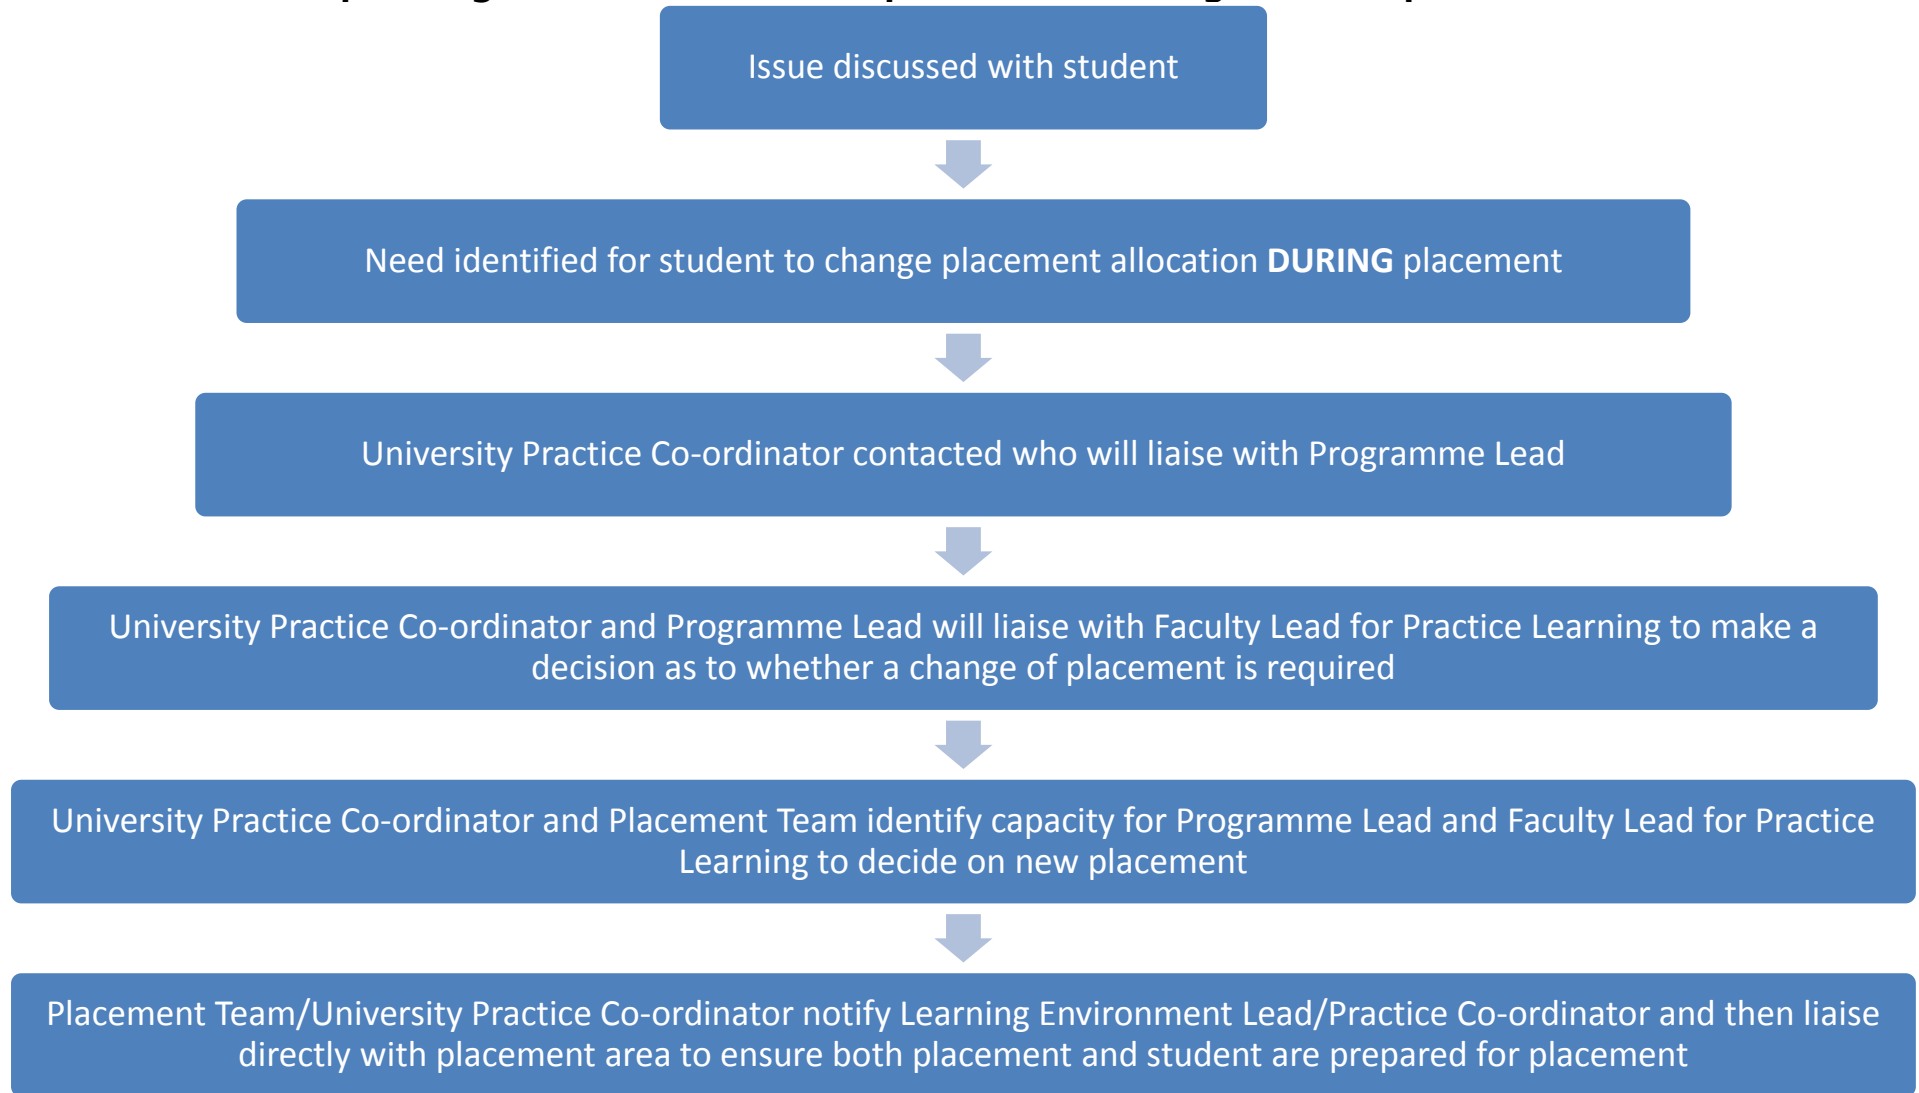 Issue discussed with student
Need identified for student to change placement allocation DURING placement
University Practice Co-ordinator contacted who will liaise with Programme Lead
University Practice Co-ordinator and Programme Lead will liaise with Faculty Lead for Practice Learning to make a
decision as to whether a change of placement is required
University Practice Co-ordinator and Placement Team identify capacity for Programme Lead and Faculty Lead for Practice
Learning to decide on new placement
Placement Team/University Practice Co-ordinator notify Learning Environment Lead/Practice Co-ordinator and then liaise
directly with placement area to ensure both placement and student are prepared for placement